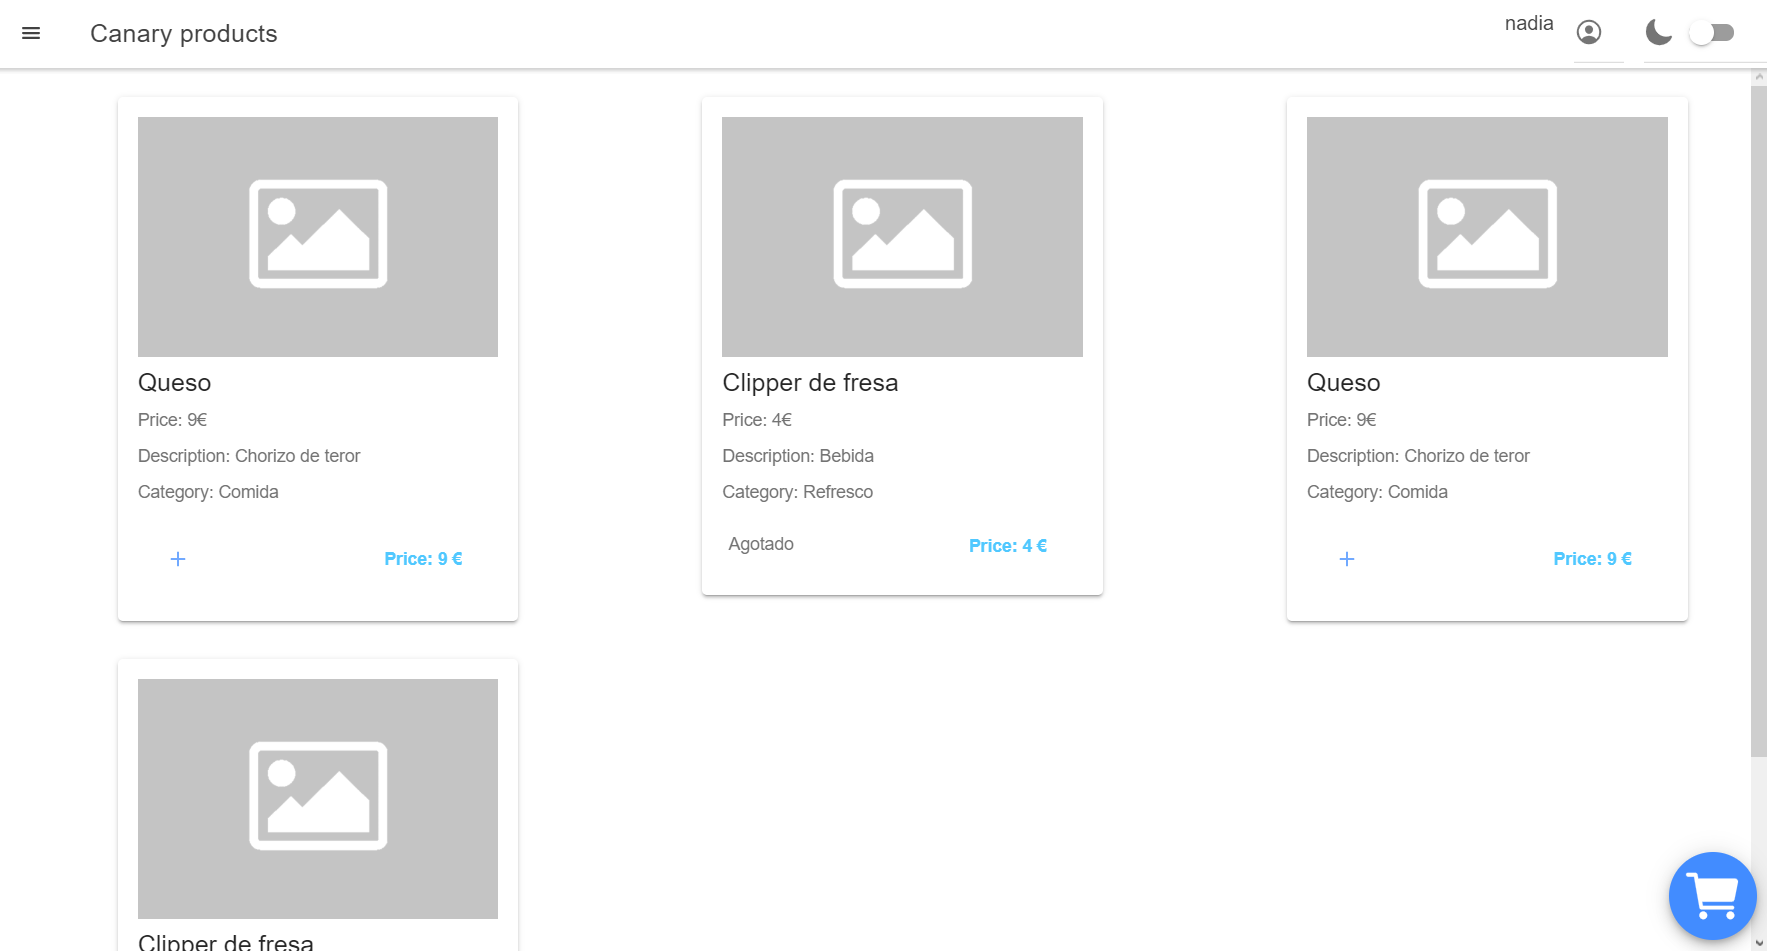 Canary products
nadia
Queso
Price: 9€
Description: Chorizo de teror
Category: Comida
Price: 9 €
Clipper de fresa
Price: 4€
Description: Bebida
Category: Refresco
Agotado
Price: 4 €
Queso
Price: 9€
Description: Chorizo de teror
Category: Comida
Price: 9 €
Clipper de fresa